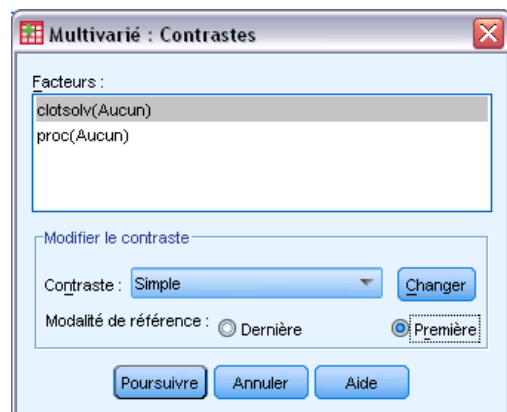 Multivarié : Contrastes
Facteurs :
clotsolv(Aucun)
proc(Aucun)
Modifier le contraste
Contraste : Simple Changer
Modalité de référence : Dernière Première
Poursuivre Annuler Aide